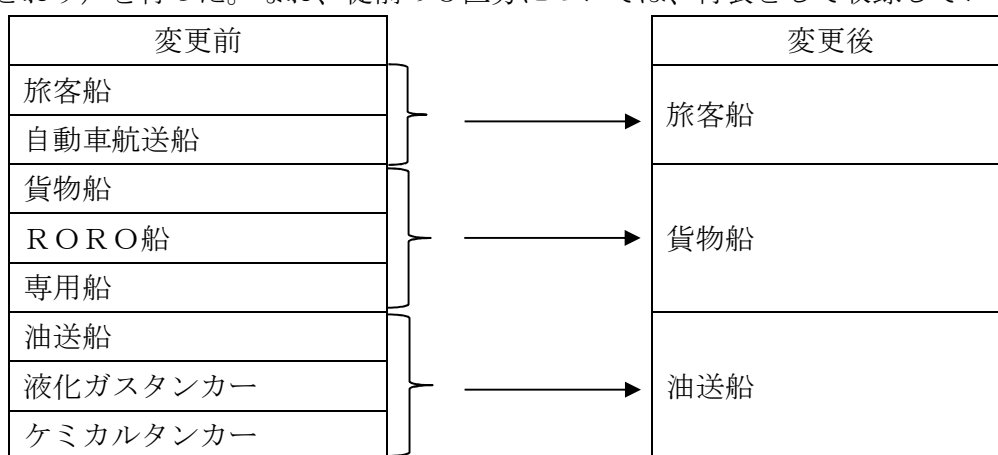 変更前
変更後
旅客船
自動車航送船
旅客船
貨物船
ＲＯＲＯ船
専用船
貨物船
油送船
液化ガスタンカー
ケミカルタンカー
油送船